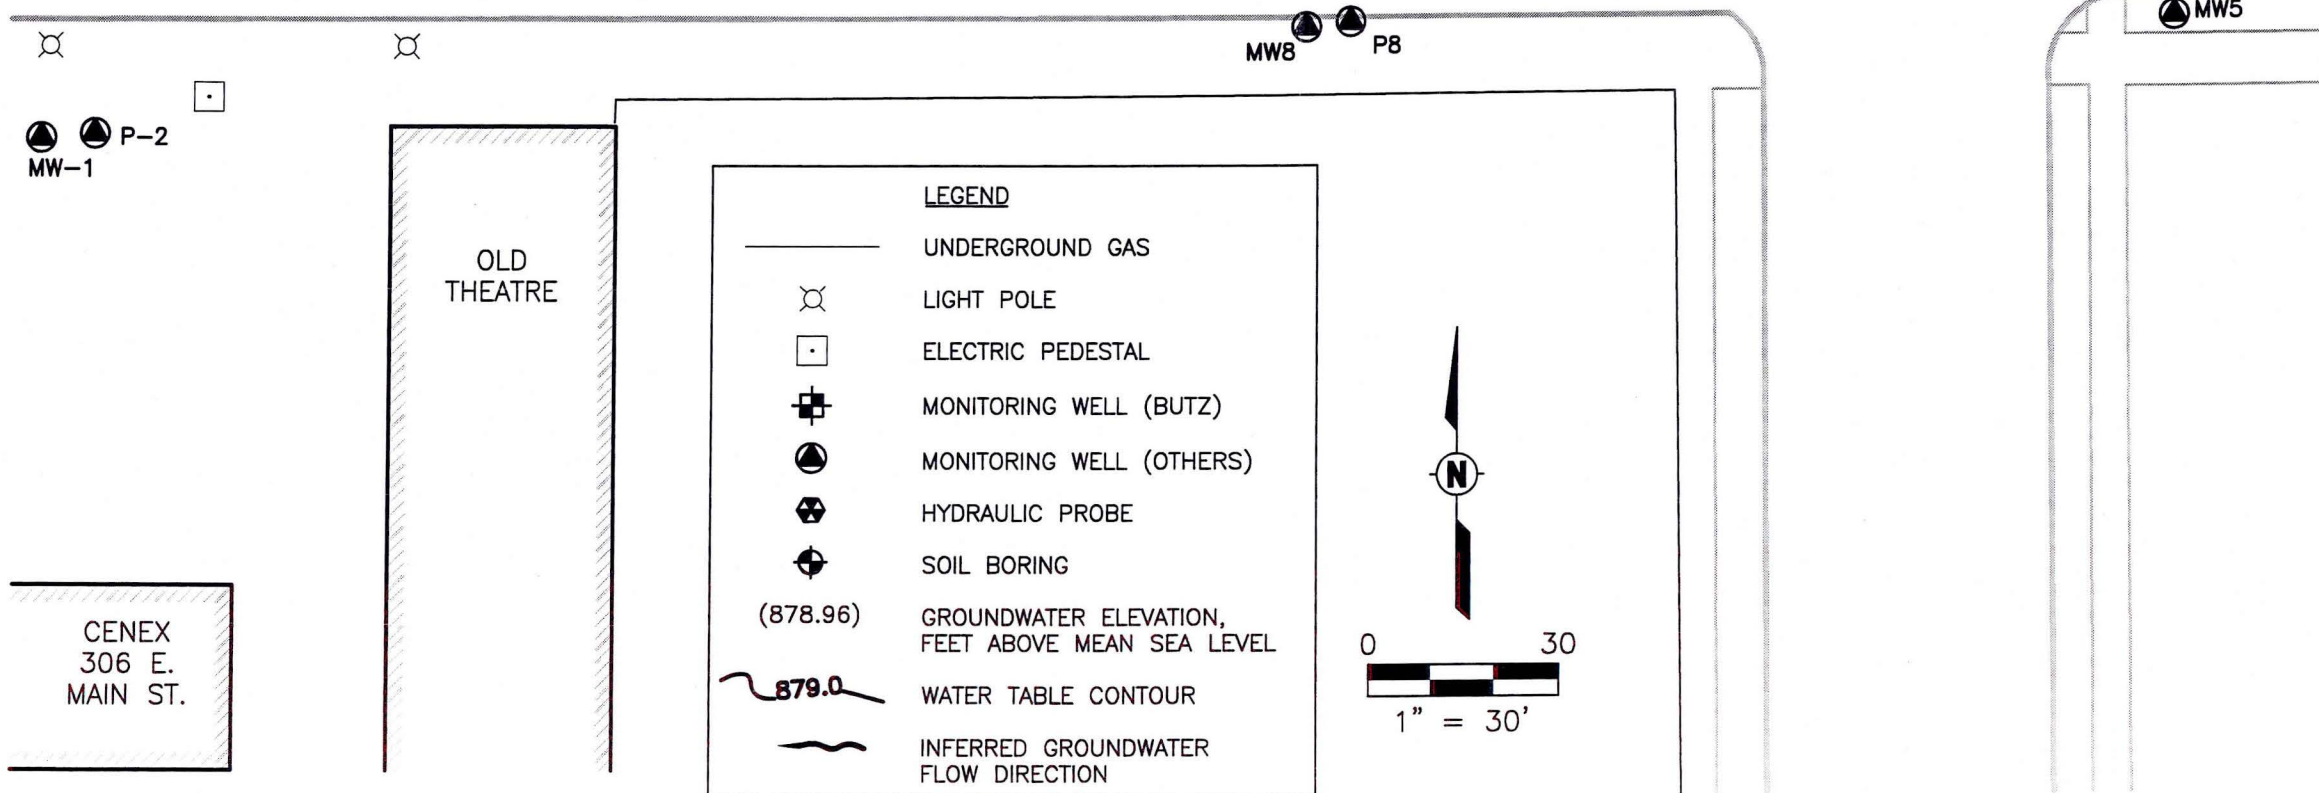 MW5
MW8
P8
P-2
MW-1
LEGEND
UNDERGROUND GAS
OLD
THEATRE
LIGHT POLE
ELECTRIC PEDESTAL
MONITORING WELL (BUTZ)
MONITORING WELL (OTHERS)
N
HYDRAULIC PROBE
SOIL BORING
(878.96) GROUNDWATER ELEVATION,
FEET ABOVE MEAN SEA LEVEL
CENEX
306 E.
MAIN ST.
0 30
879.0 WATER TABLE CONTOUR
1" = 30'
INFERRED GROUNDWATER
FLOW DIRECTION